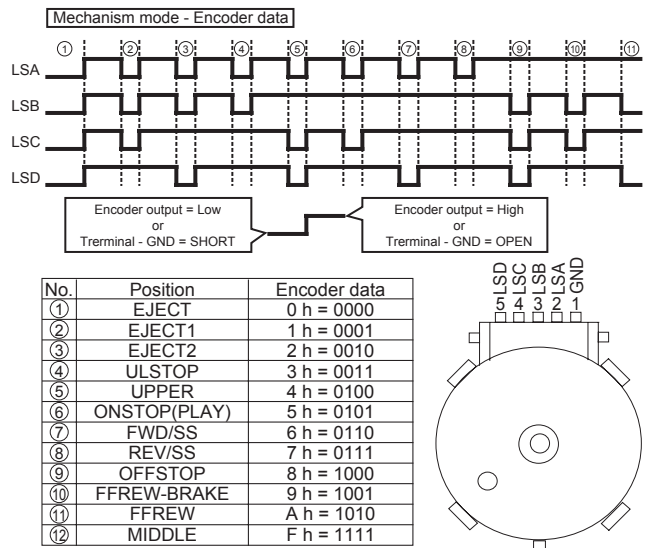 Mechanism mode - Encoder data
① ② ③ ④ ⑤ ⑥ ⑦ ⑧ ⑨ ⑩ ⑪
LSA
LSB
LSC
LSD
Encoder output = Low
or
Trerminal - GND = SHORT
Encoder output = High
or
Trerminal - GND = OPEN
No. Position Encoder data
① EJECT 0 h = 0000
② EJECT1 1 h = 0001
③ EJECT2 2 h = 0010
④ ULSTOP 3 h = 0011
⑤ UPPER 4 h = 0100
⑥ ONSTOP(PLAY) 5 h = 0101
⑦ FWD/SS 6 h = 0110
⑧ REV/SS 7 h = 0111
⑨ OFFSTOP 8 h = 1000
⑩ FFREW-BRAKE 9 h = 1001
⑪ FFREW A h = 1010
⑫ MIDDLE F h = 1111
LSD LSC LSB LSA GND
5 4 3 2 1